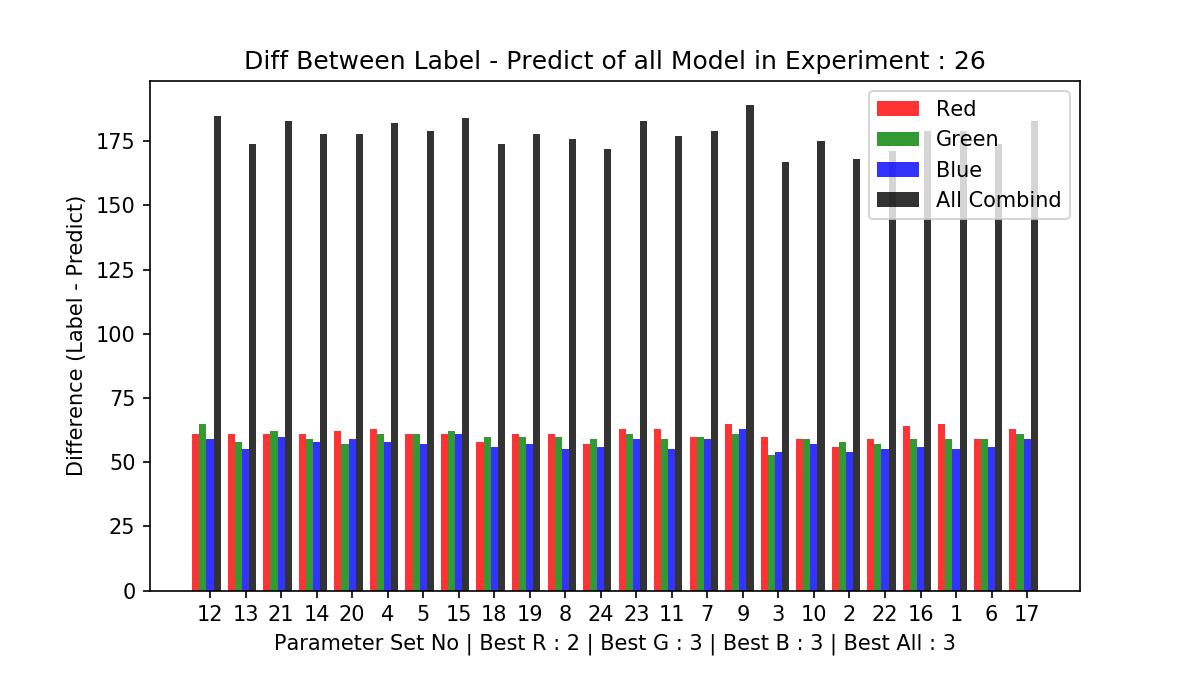 Diff Between Label - Predict of all Model in Experiment : 26
Red
Green
Blue
All Combind
Difference (Label - Predict)
175
150
125
100
75
50
25
0
12 13 21 14 20 4 5 15 18 19 8 24 23 11 7 9 3 10 2 22 16 1 6 17
Parameter Set No | Best R : 2 | Best G : 3 | Best B : 3 | Best All : 3